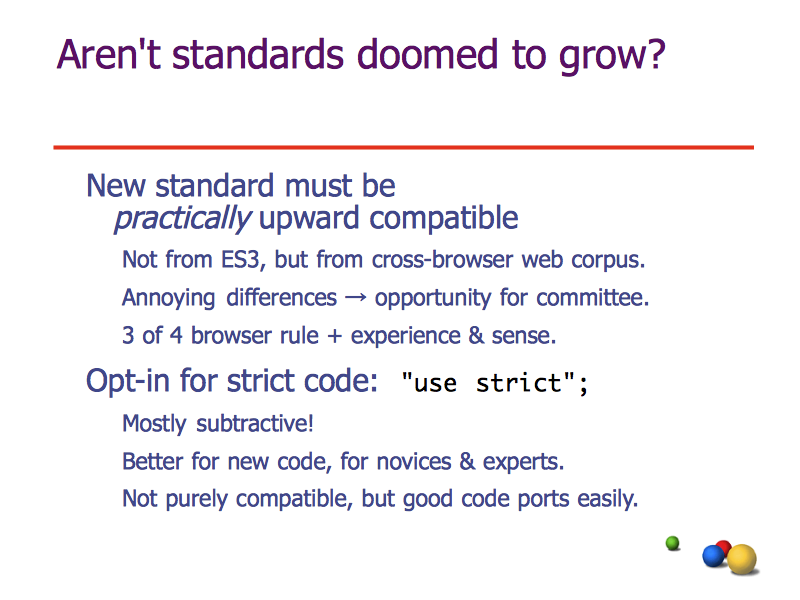 Aren't standards doomed to grow?
New standard must be
practically upward compatible
Not from ES3, but from cross-browser web corpus.
Annoying differences → opportunity for committee.
3 of 4 browser rule + experience & sense.
Opt-in for strict code: "use strict";
Mostly subtractive!
Better for new code, for novices & experts.
Not purely compatible, but good code ports easily.